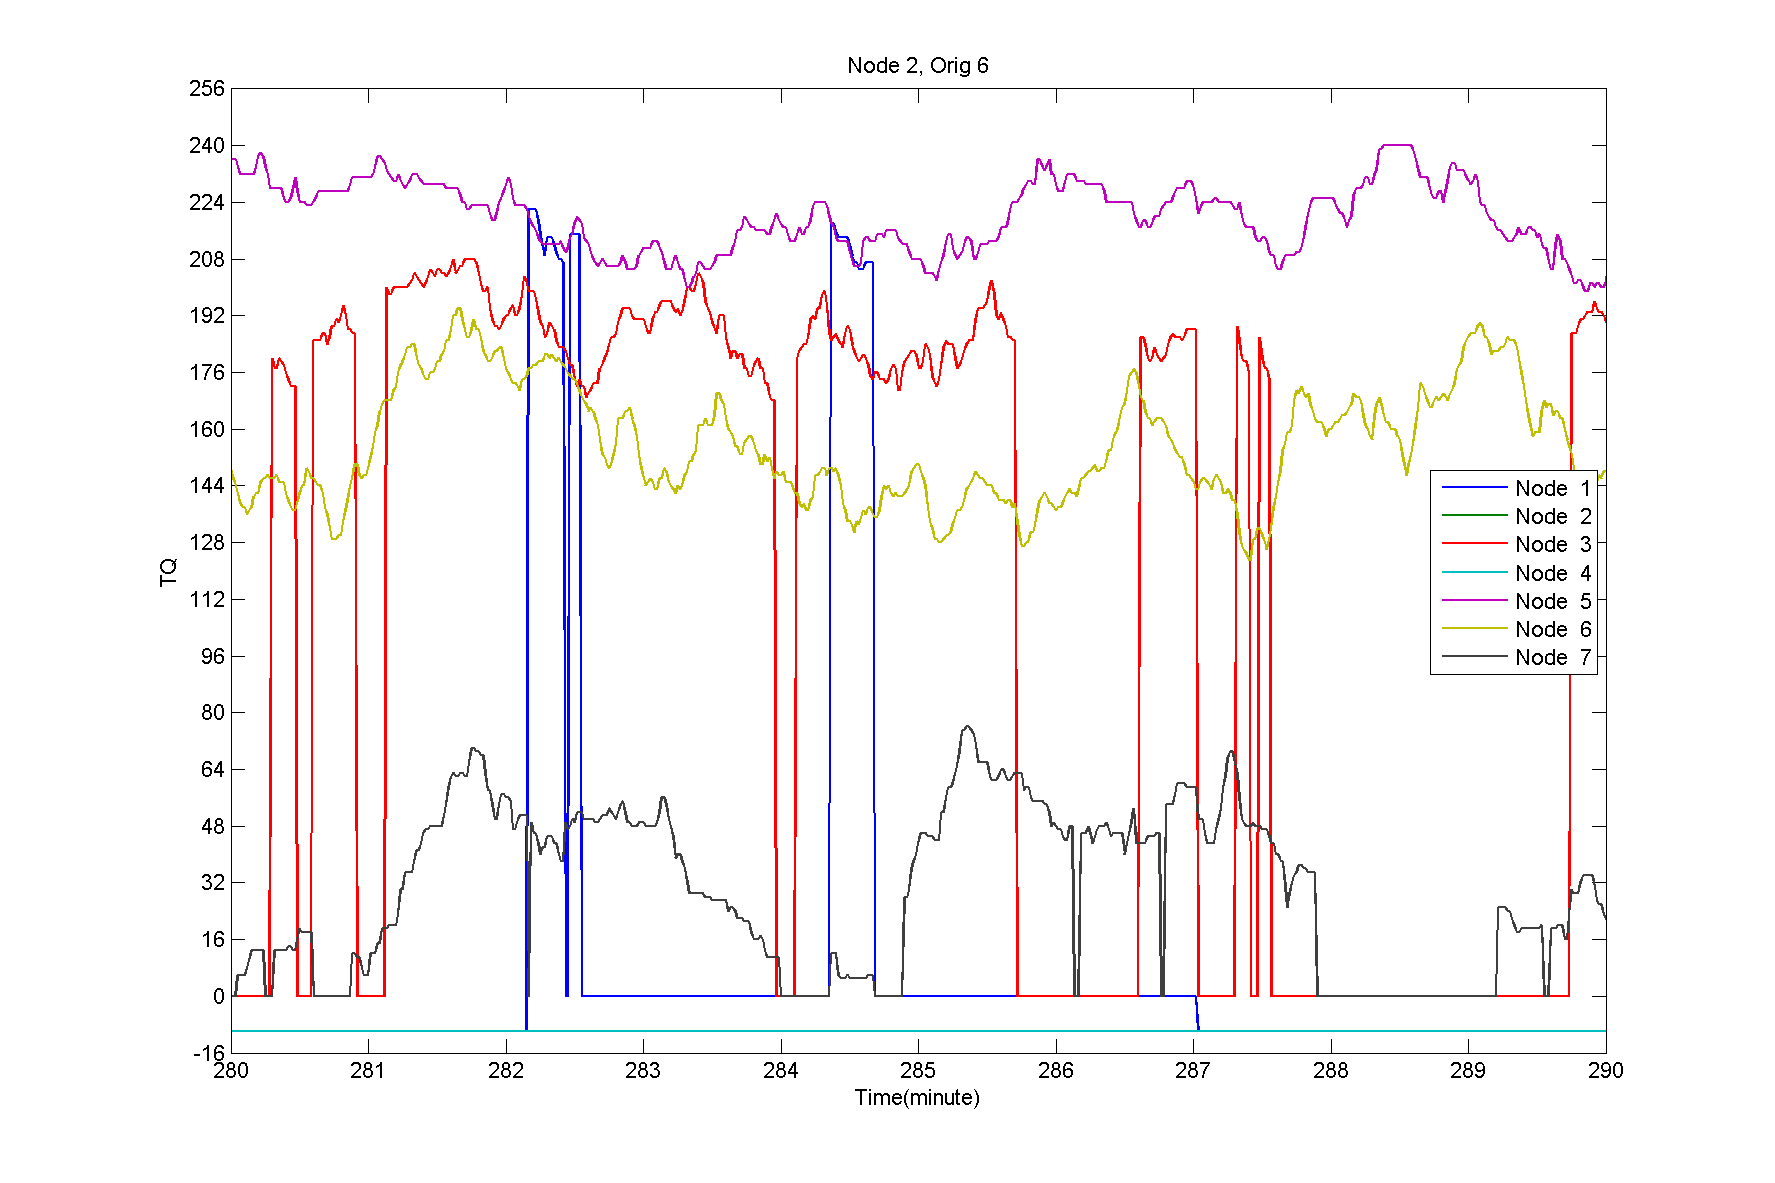 Node 2, Orig 6
256
240
224
208
192
176
160
144
128
112
96
80
64
48
32
16
0
-16
TQ
Node 1
Node 2
Node 3
Node 4
Node 5
Node 6
Node 7
280 281 282 283 284 285 286 287 288 289 290
Time(minute)